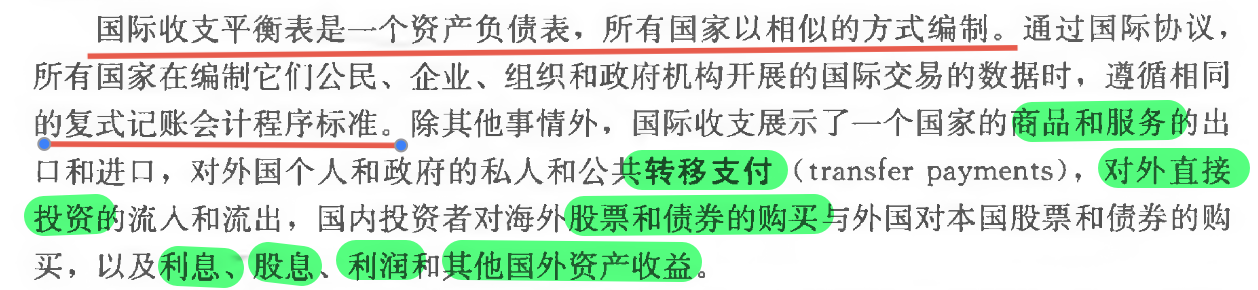 国际收支平衡表是一个资产负债表，所有国家以相似的方式编制。通过国际协议，
所有国家在编制它们公民、企业、组织和政府机构开展的国际交易的数据时，遵循相同
的复式记账会计程序标准。除其他事情外，国际收支展示了一个国家的商品和服务的出
口和进口，对外国个人和政府的私人和公共转移支付（transfer payments），对外直接
投资的流入和流出，国内投资者对海外股票和债券的购买与外国对本国股票和债券的购
买，以及利息、股息、利润和其他国外资产收益。